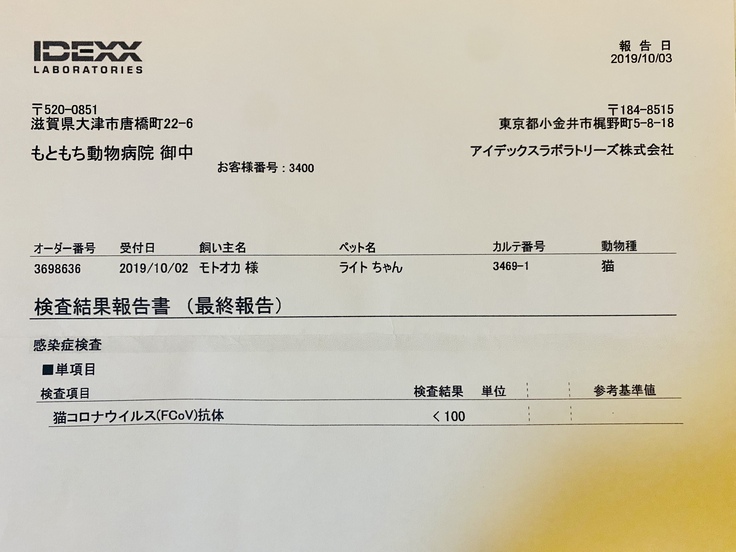 IDEXX
LABORATORIES
報 告 日
2019/10/03
〒520-0851
滋賀県大津市唐橋町22-6
もともち動物病院 御中
お客様番号 : 3400
〒184-8515
東京都小金井市梶野町5-8-18
アイデックスラボラトリーズ株式会社
オーダー番号 受付日 飼い主名 ペット名 カルテ番号 動物種
3698636 2019/10/02 モトオカ 様 ライト ちゃん 3469-1 猫
検査結果報告書 (最終報告)
感染症検査
■単項目
検査項目 検査結果 単位 参考基準値
猫コロナウイルス(FCoV)抗体 < 100